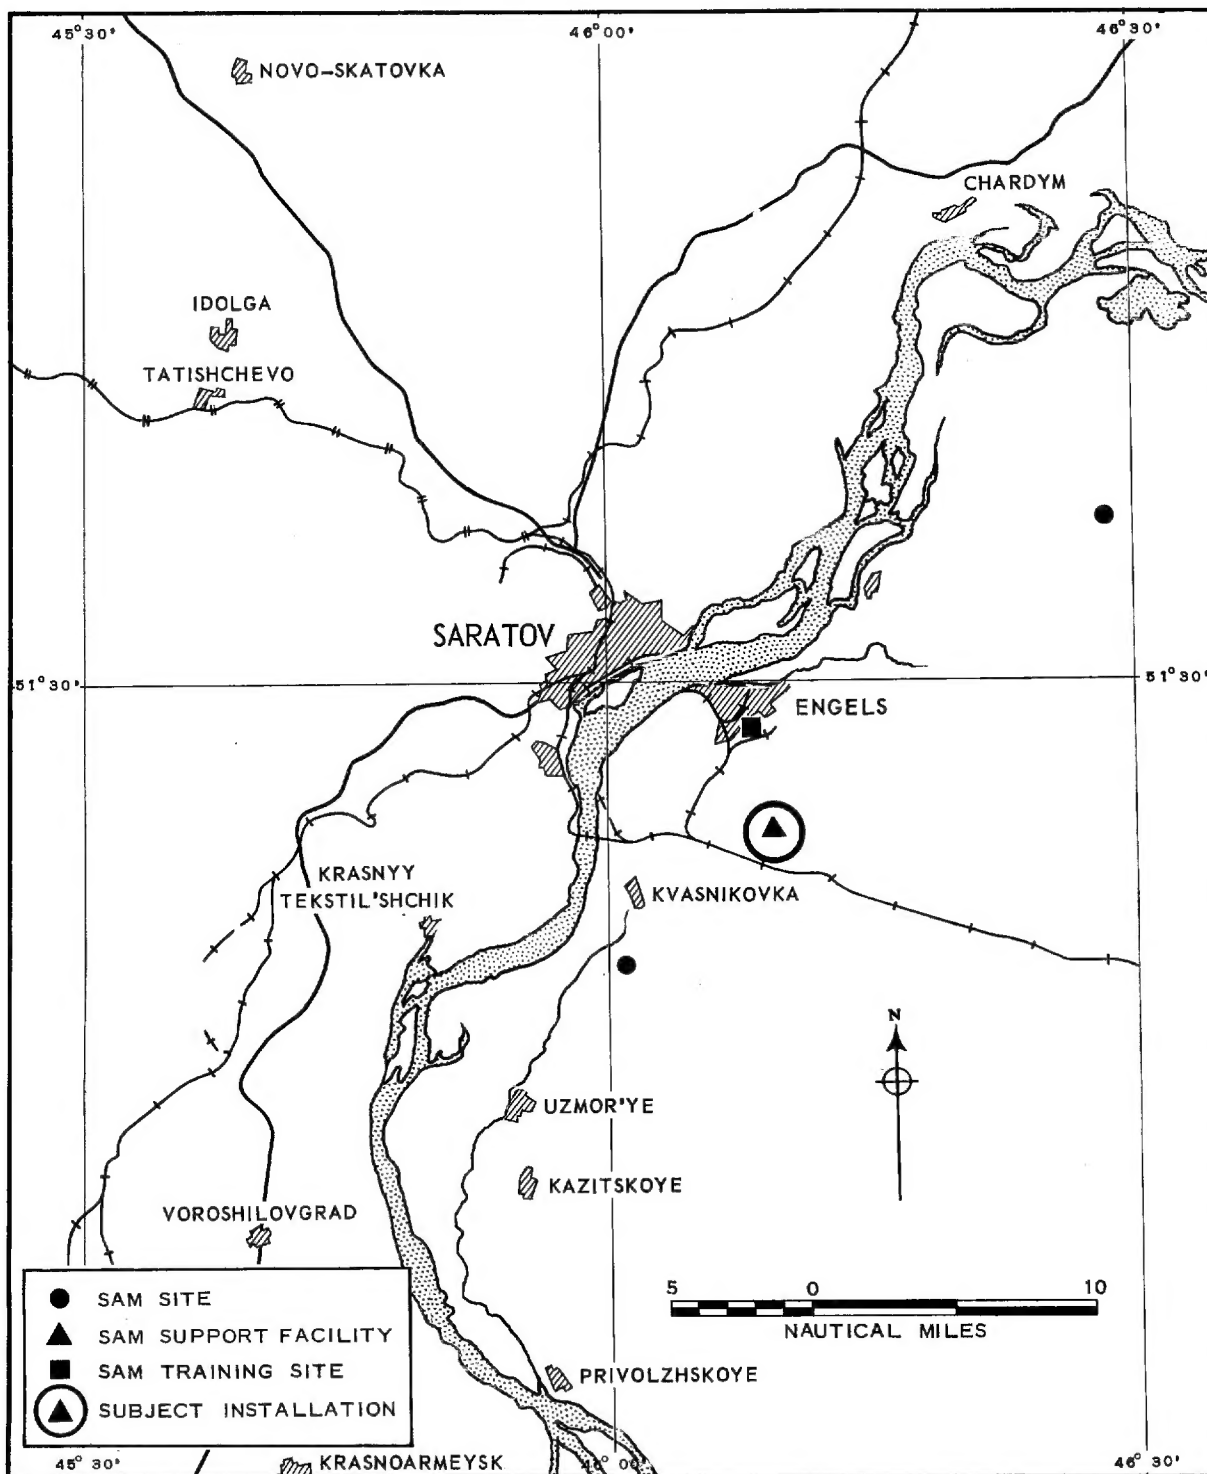 45°30'
46°00'
46°30'
NOVO-SKATOVKA
CHARDYM
IDOLGA
TATISHCHEVO
SARATOV
51°30'
51°30'
ENGELS
KRASNYY
TEKSTIL'SHCHIK
KVASNIKOVKA
N
UZMOR'YE
KAZITSKOYE
VOROSHILOVGRAD
SAM SITE
SAM SUPPORT FACILITY
SAM TRAINING SITE
SUBJECT INSTALLATION
5 0 10
NAUTICAL MILES
PRIVOLZHSKOYE
KRASNOARMEYSK
45°30'
46°00'
46°30'